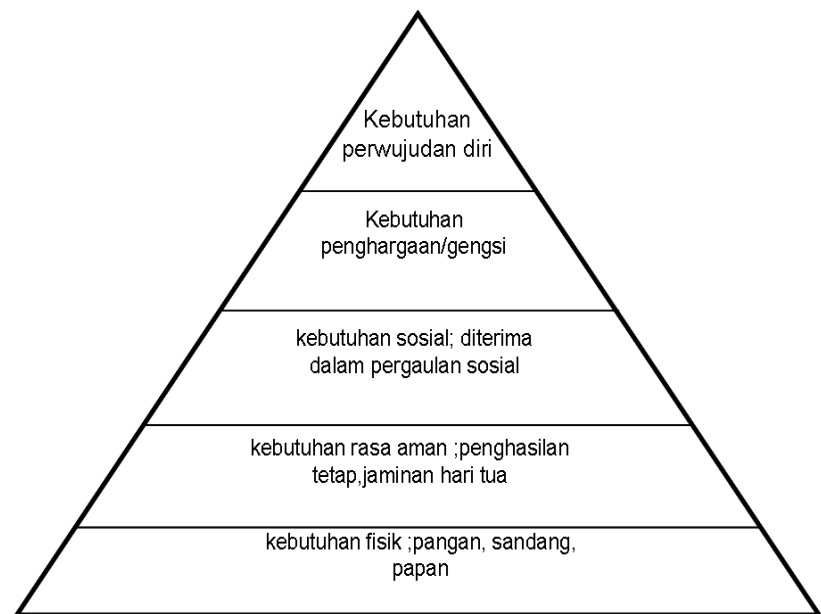 Kebutuhan
perwujudan diri
Kebutuhan
penghargaan/gengsi
kebutuhan sosial; diterima
dalam pergaulan sosial
kebutuhan rasa aman ;penghasilan
tetap,jaminan hari tua
kebutuhan fisik ;pangan, sandang,
papan